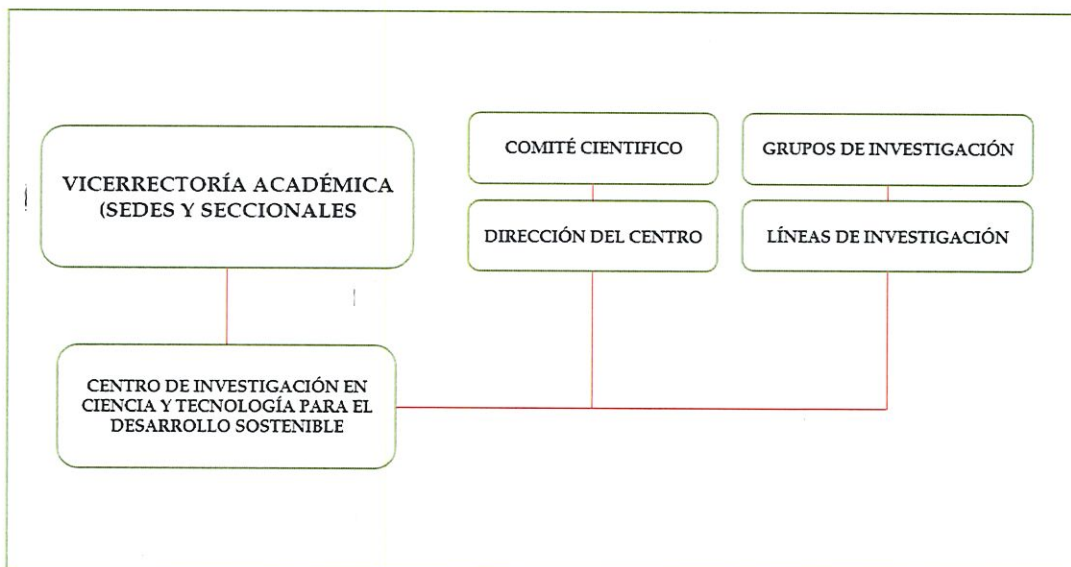 VICERRECTORÍA ACADÉMICA
(SEDES Y SECCIONALES
COMITÉ CIENTIFICO
GRUPOS DE INVESTIGACIÓN
DIRECCIÓN DEL CENTRO
LÍNEAS DE INVESTIGACIÓN
CENTRO DE INVESTIGACIÓN EN
CIENCIA Y TECNOLOGÍA PARA EL
DESARROLLO SOSTENIBLE